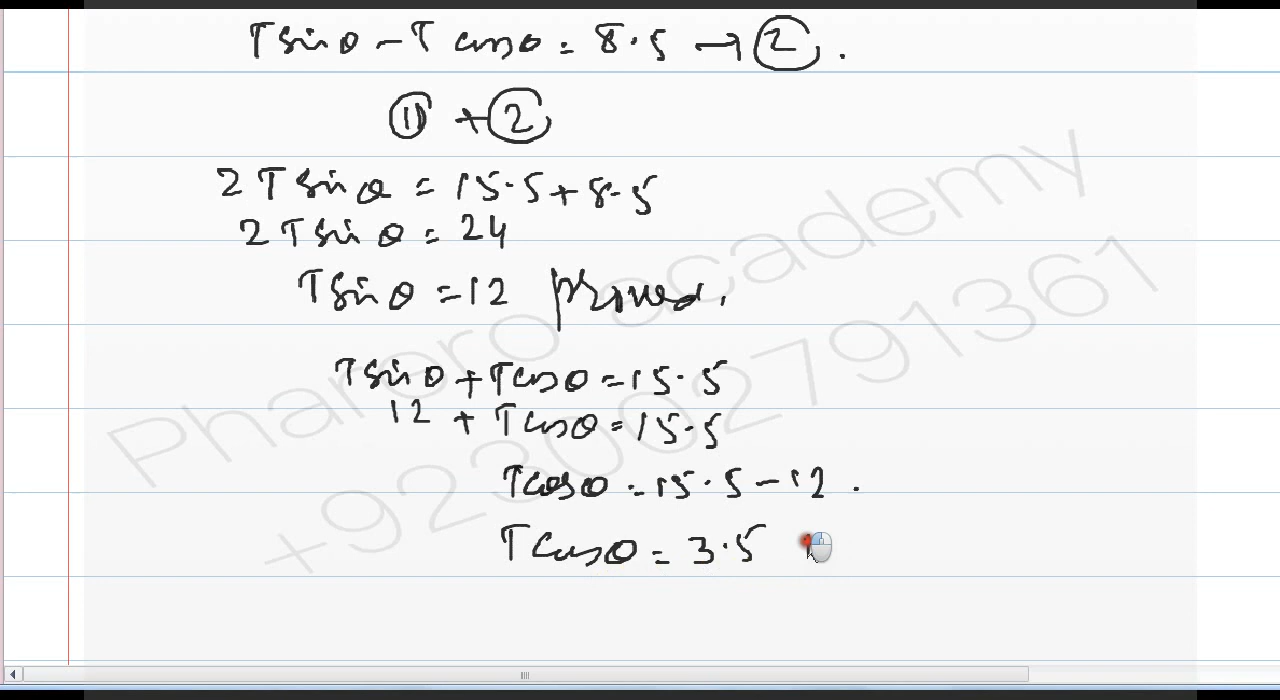 T sin θ - T cos θ = 8.5 → ②.
① + ②
2 T sin θ = 15.5 + 8.5
2 T sin θ = 24
T sin θ = 12 proved.
T sin θ + T cos θ = 15.5
12 + T cos θ = 15.5
T cos θ = 15.5 - 12.
T cos θ = 3.5
Pharoro academy
+923002791361